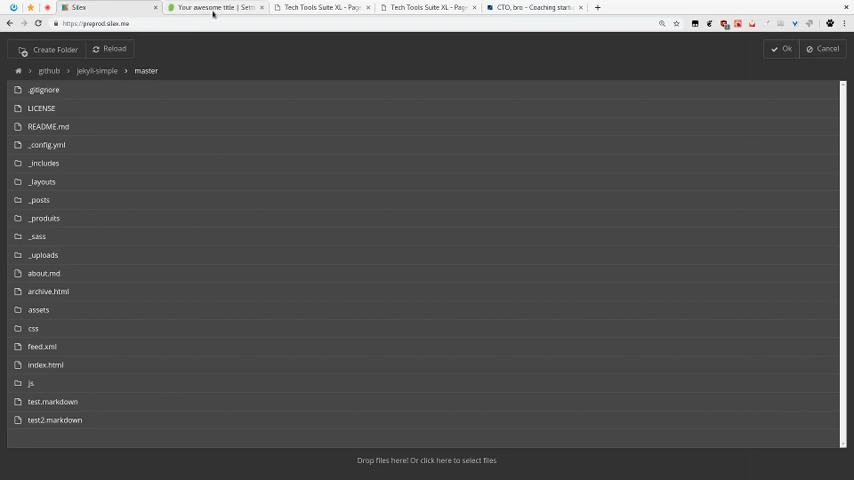 Silex
Your awesome title | Setti
Tech Tools Suite XL - Page
Tech Tools Suite XL - Page
CTO, bro – Coaching startu
https://preprod.silex.me
Create Folder
Reload
Ok
Cancel
github
jekyll-simple
master
.gitignore
LICENSE
README.md
_config.yml
_includes
_layouts
_posts
_produits
_sass
_uploads
about.md
archive.html
assets
css
feed.xml
index.html
js
test.markdown
test2.markdown
Drop files here! Or click here to select files